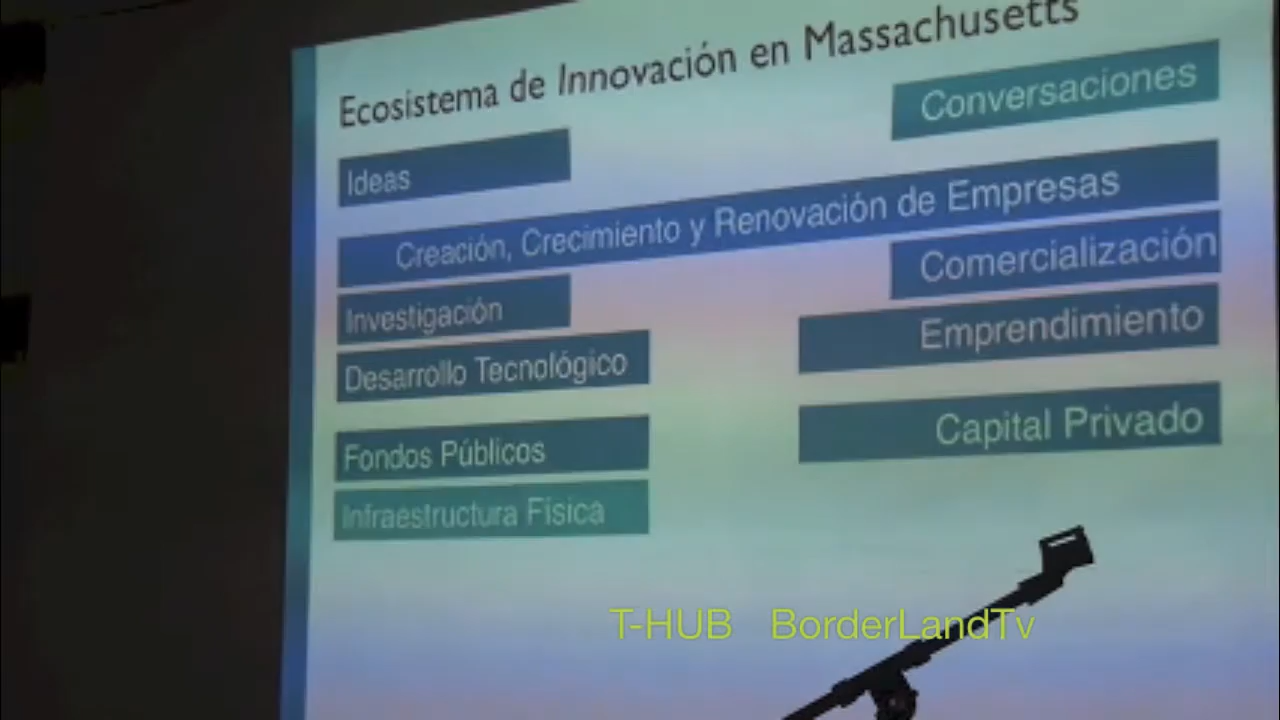 Ecosistema de Innovación en Massachusetts
Conversaciones
Ideas
Creación, Crecimiento y Renovación de Empresas
Comercialización
Investigación
Emprendimiento
Desarrollo Tecnológico
Capital Privado
Fondos Públicos
Infraestructura Física
T-HUB BorderLandTv